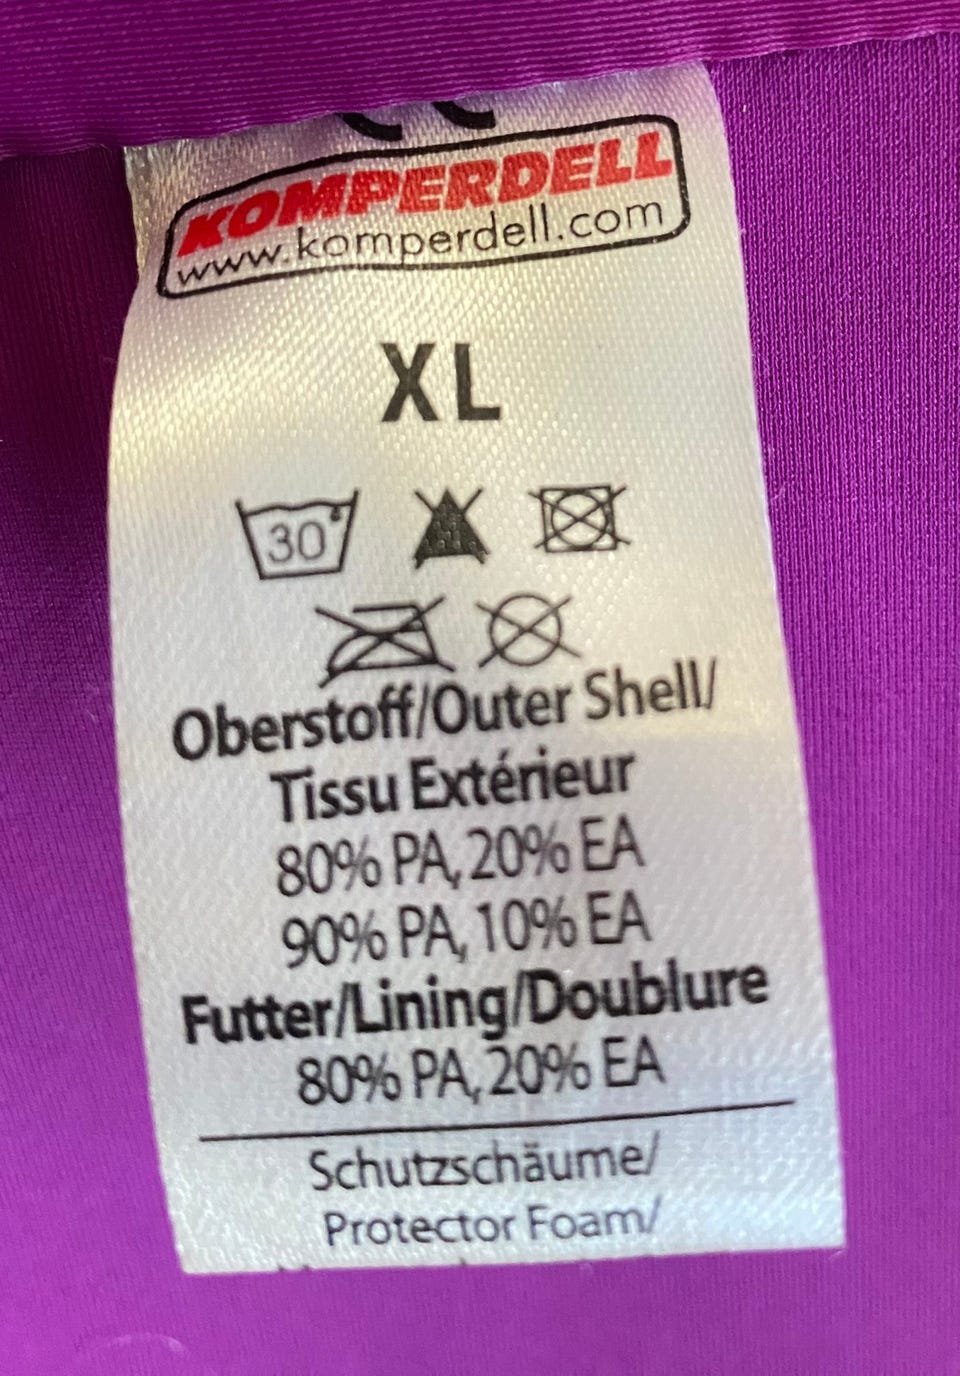 KOMPERDELL
www.komperdell.com
XL
30°
Oberstoff/Outer Shell/
Tissu Extérieur
80% PA, 20% EA
90% PA, 10% EA
Futter/Lining/Doublure
80% PA, 20% EA
Schutzschäume/
Protector Foam/